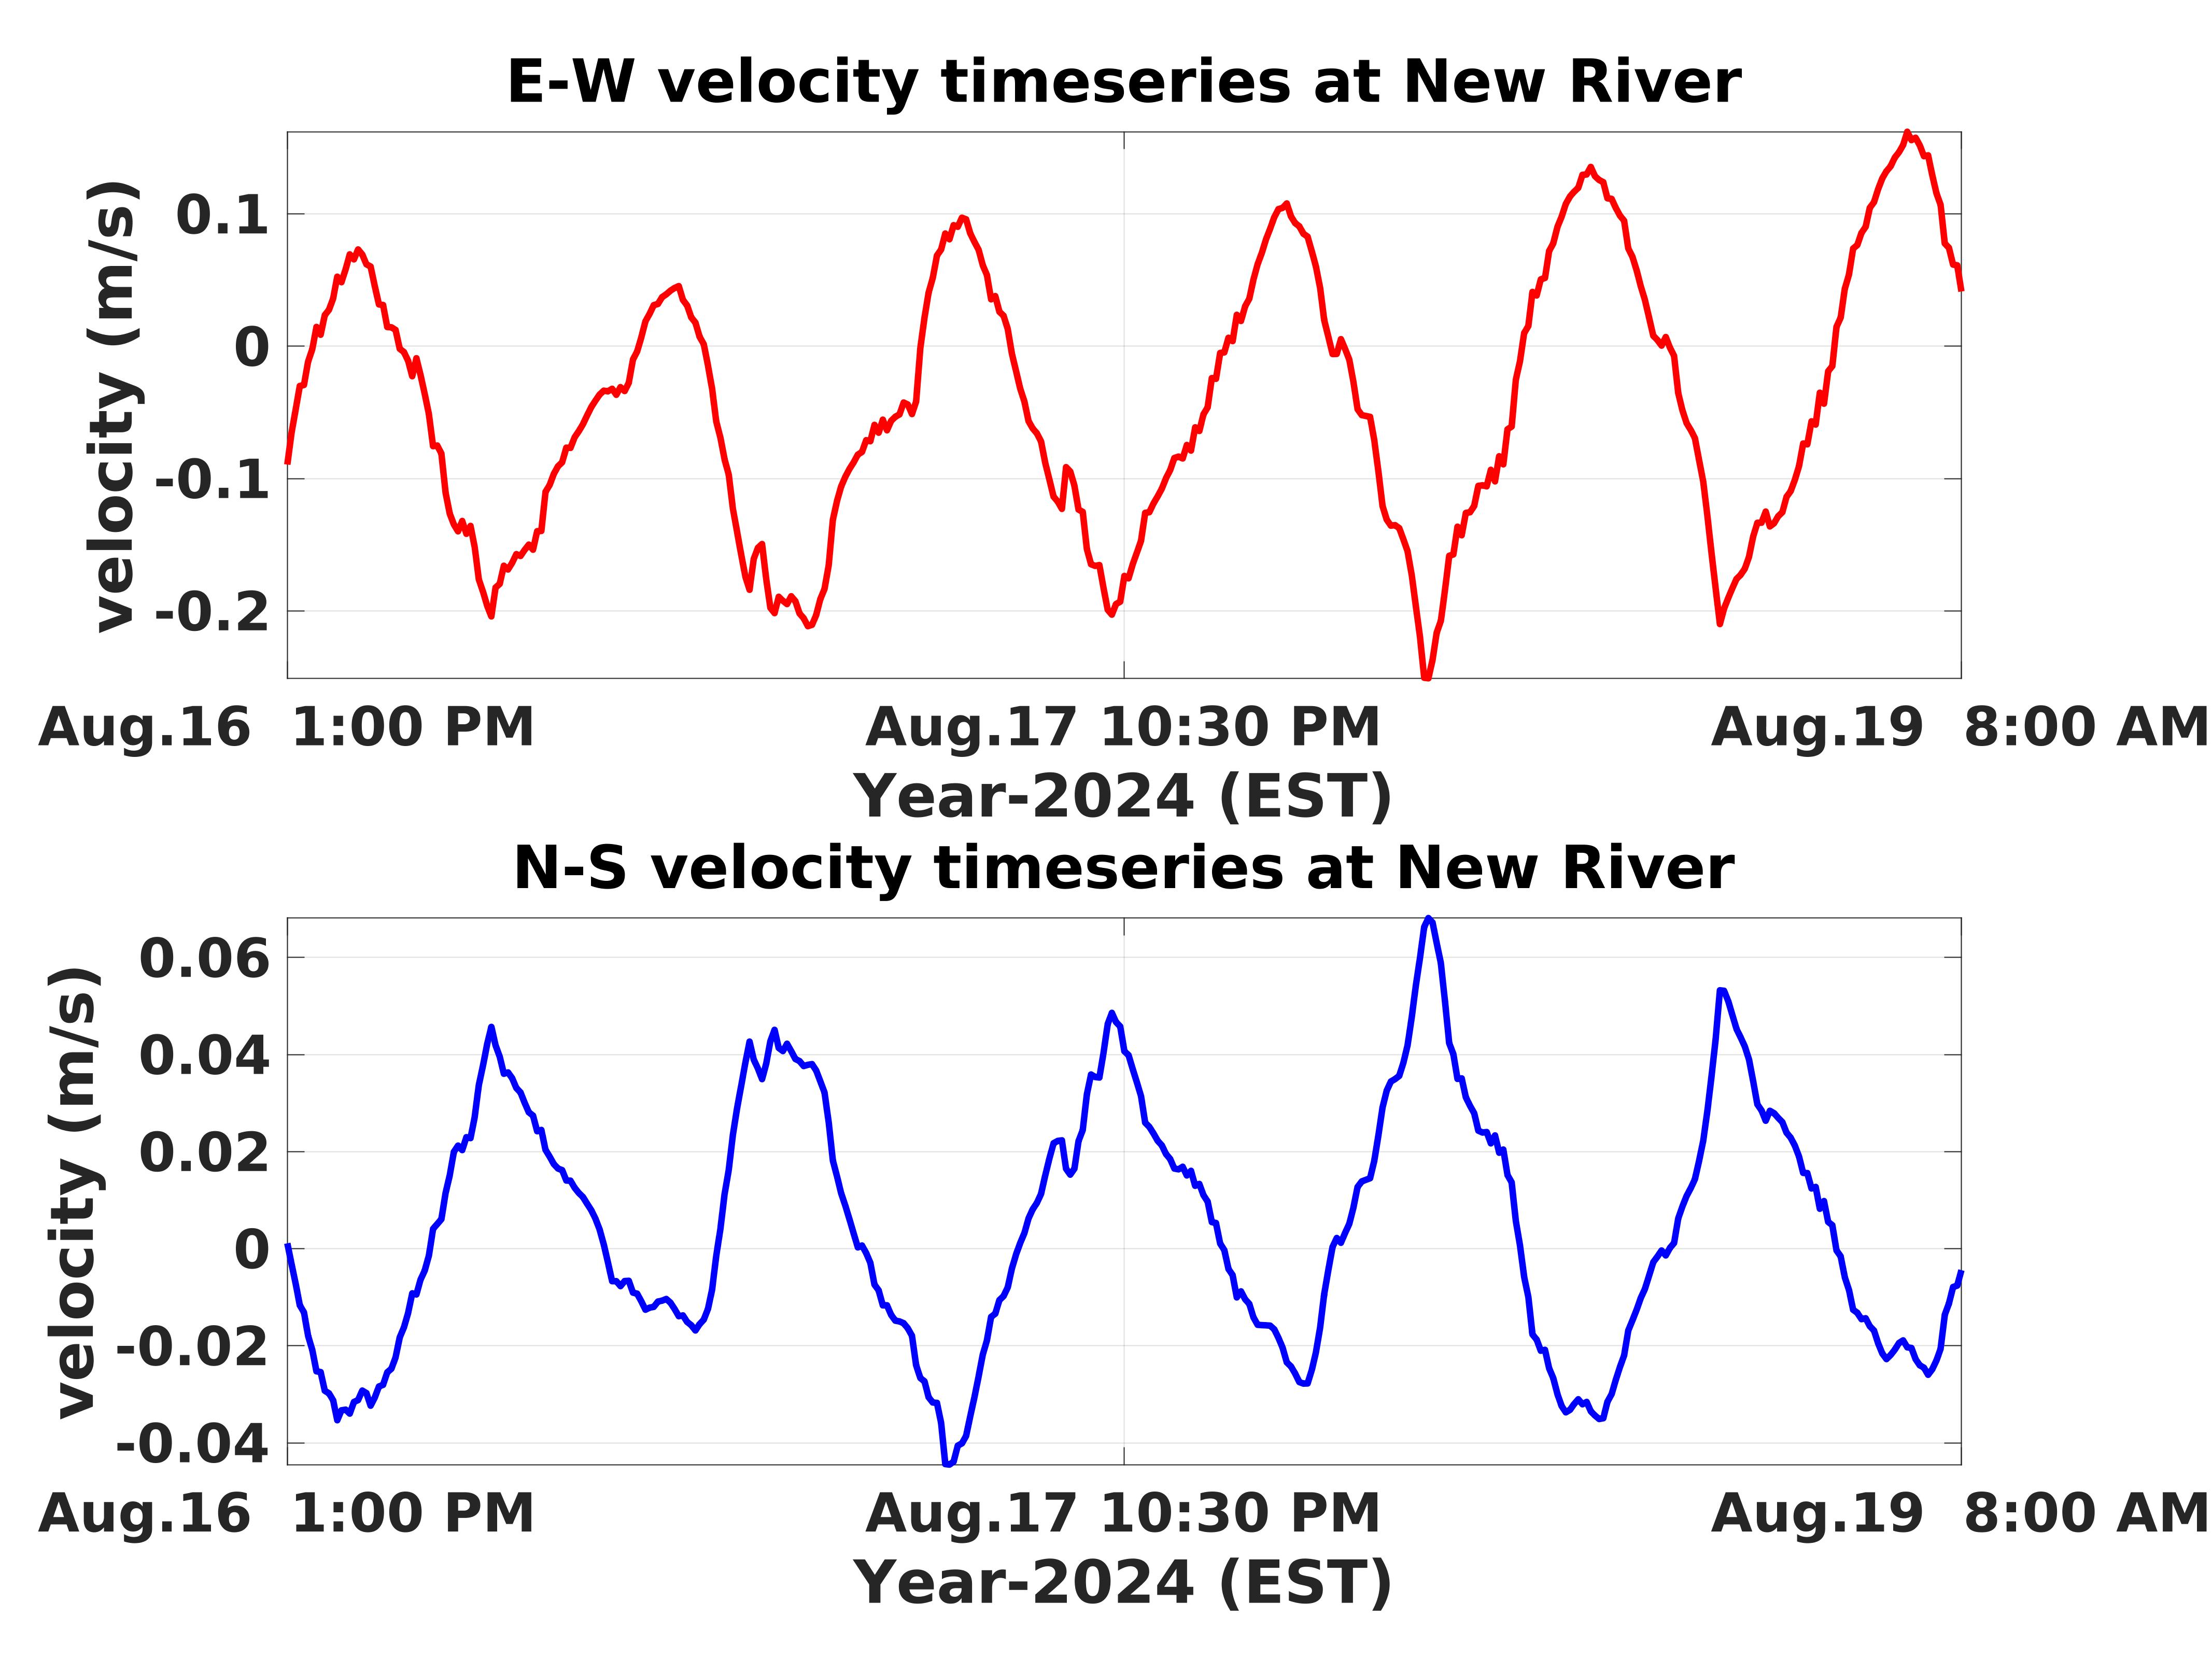 E-W velocity timeseries at New River
velocity (m/s)
0.1
0
-0.1
-0.2
Aug.16  1:00 PM Aug.17 10:30 PM Aug.19  8:00 AM
Year-2024 (EST)
N-S velocity timeseries at New River
velocity (m/s)
0.06
0.04
0.02
0
-0.02
-0.04
Aug.16  1:00 PM Aug.17 10:30 PM Aug.19  8:00 AM
Year-2024 (EST)